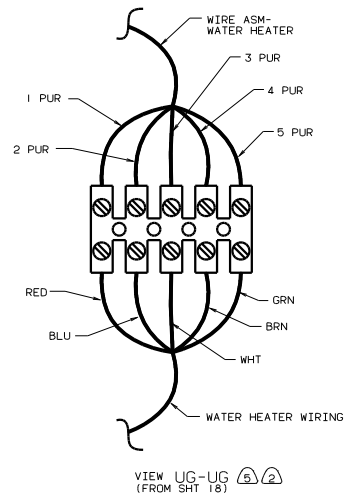 WIRE ASM-
WATER HEATER
3 PUR
4 PUR
1 PUR
5 PUR
2 PUR
RED
GRN
BRN
BLU
WHT
WATER HEATER WIRING
VIEW UG-UG 5 2
(FROM SHT 18)